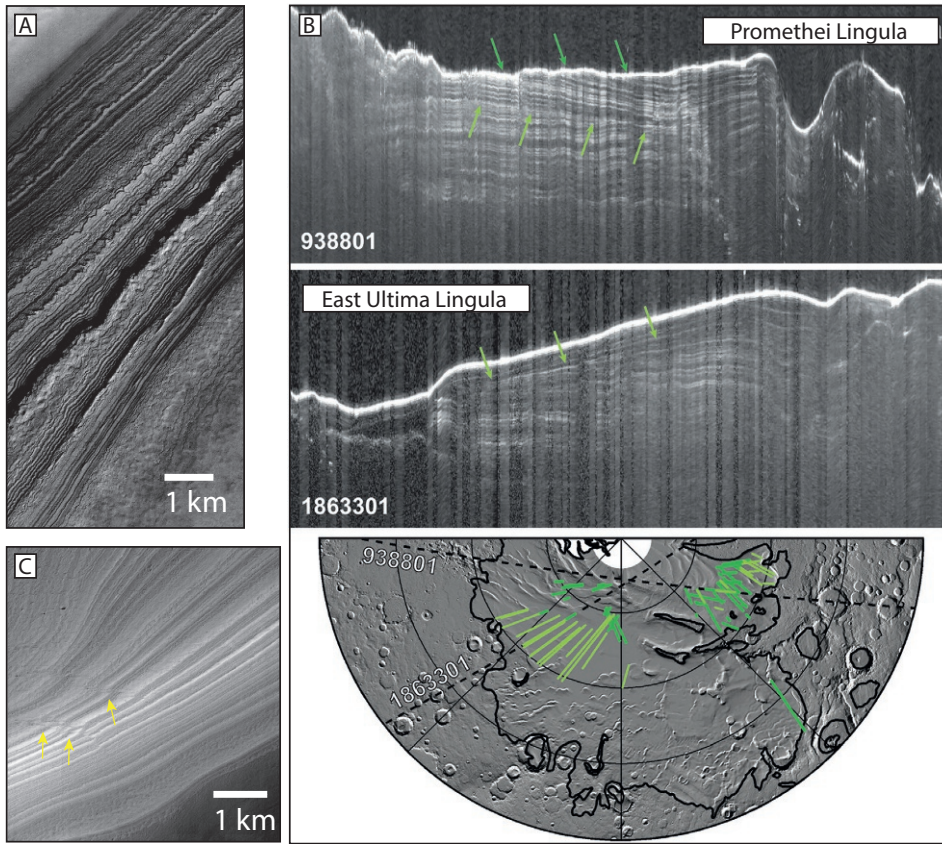 A
1 km
B
Promethei Lingula
938801
East Ultima Lingula
1863301
938801
1863301
C
1 km